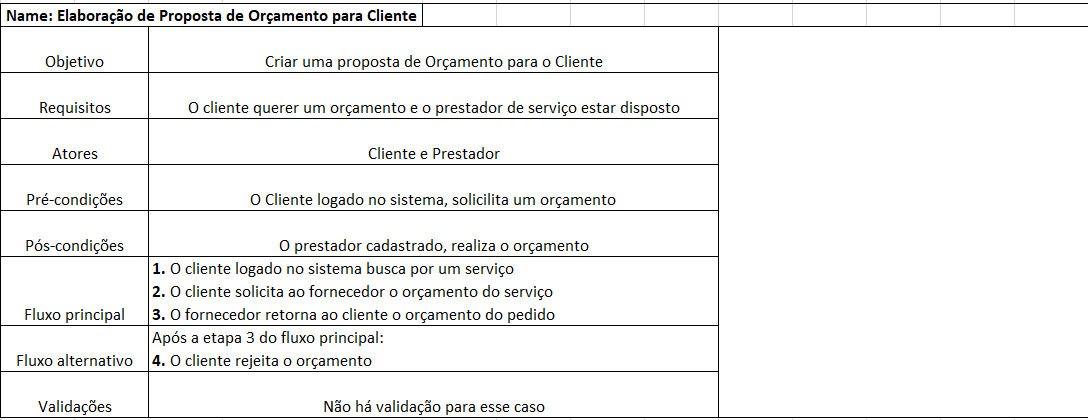 Name: Elaboração de Proposta de Orçamento para Cliente
Objetivo Criar uma proposta de Orçamento para o Cliente
Requisitos O cliente querer um orçamento e o prestador de serviço estar disposto
Atores Cliente e Prestador
Pré-condições O Cliente logado no sistema, solicilita um orçamento
Pós-condições O prestador cadastrado, realiza o orçamento
1. O cliente logado no sistema busca por um serviço
2. O cliente solicita ao fornecedor o orçamento do serviço
Fluxo principal 3. O fornecedor retorna ao cliente o orçamento do pedido
Após a etapa 3 do fluxo principal:
Fluxo alternativo 4. O cliente rejeita o orçamento
Validações Não há validação para esse caso